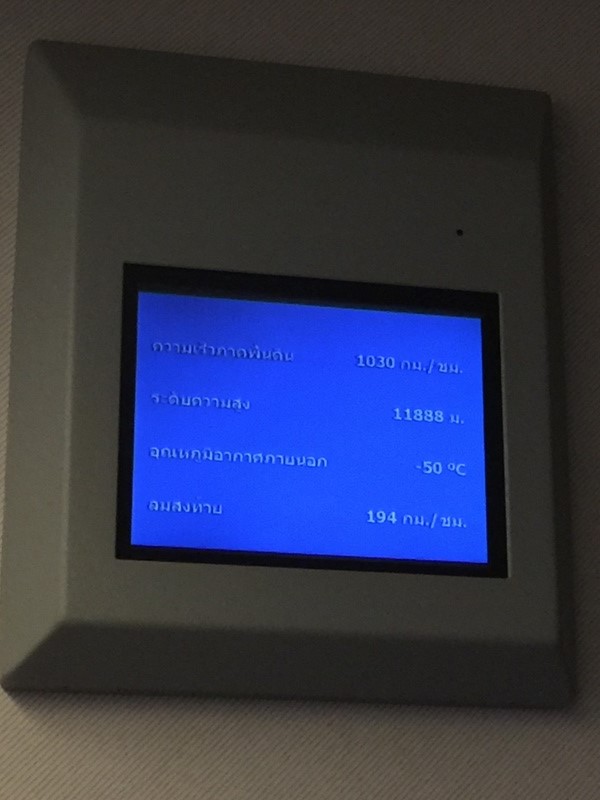 ความเร็วภาคพื้นดิน 1030 กม./ชม.
ระดับความสูง 11888 ม.
อุณหภูมิอากาศภายนอก -50 ºC
ลมส่งท้าย 194 กม./ชม.